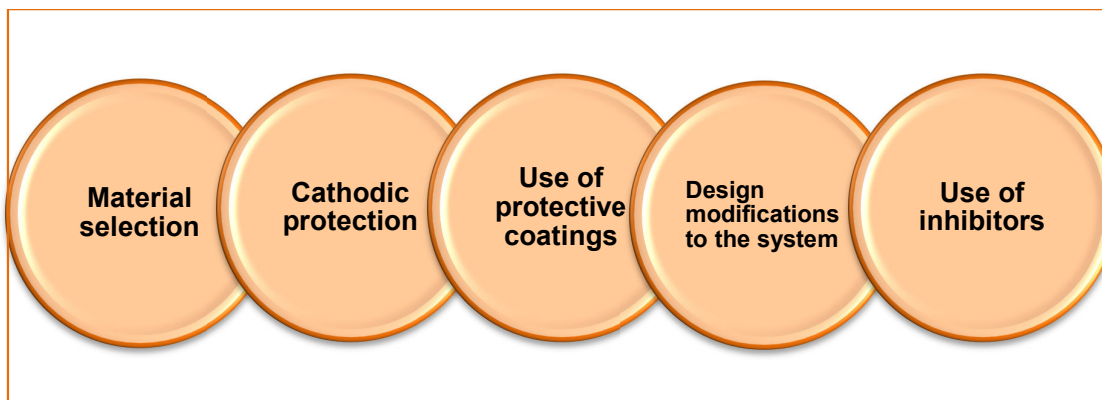 Material
selection
Cathodic
protection
Use of
protective
coatings
Design
modifications
to the system
Use of
inhibitors